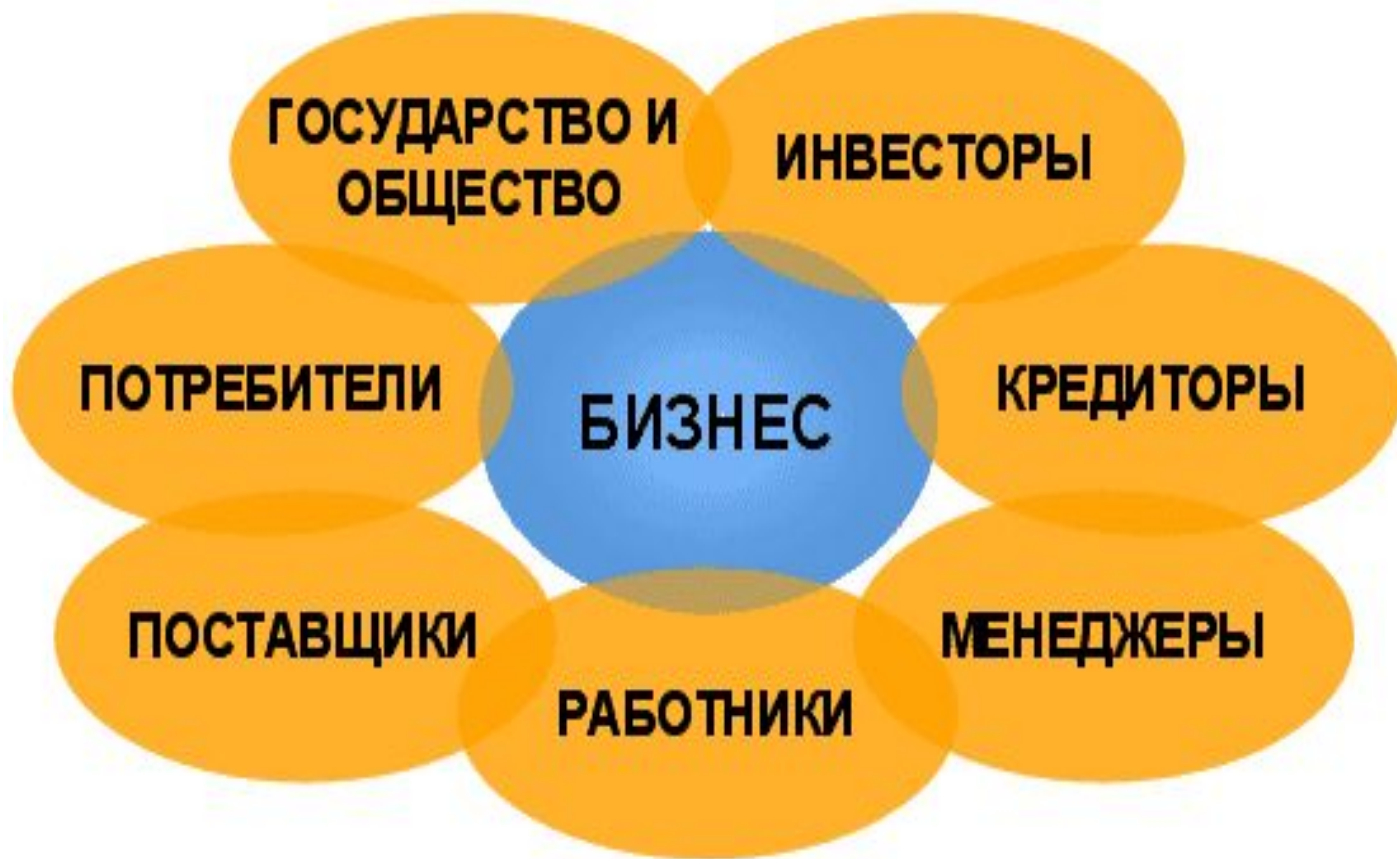 ГОСУДАРСТВО И
ОБЩЕСТВО
ИНВЕСТОРЫ
ПОТРЕБИТЕЛИ
БИЗНЕС
КРЕДИТОРЫ
ПОСТАВЩИКИ
МЕНЕДЖЕРЫ
РАБОТНИКИ